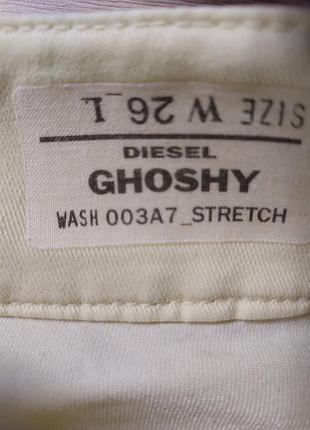 SIZE W 26_L
DIESEL
GHOSHY
WASH 003A7_STRETCH